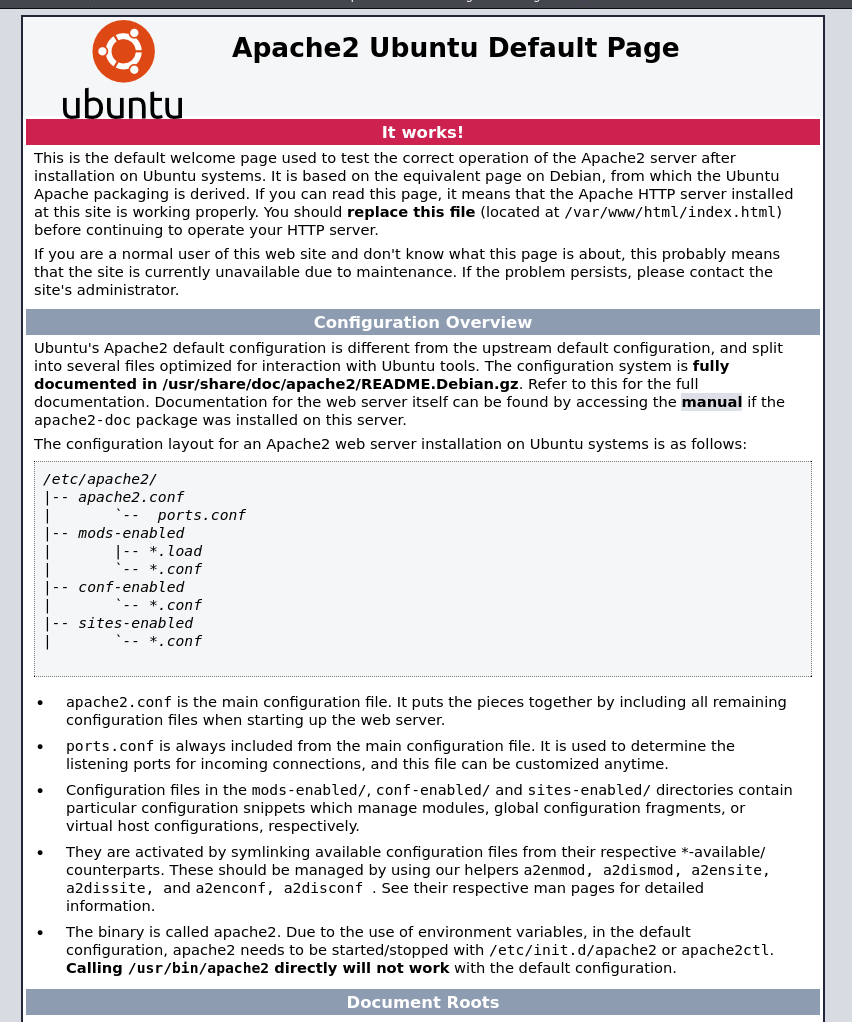 ubuntu
Apache2 Ubuntu Default Page
It works!
This is the default welcome page used to test the correct operation of the Apache2 server after
installation on Ubuntu systems. It is based on the equivalent page on Debian, from which the Ubuntu
Apache packaging is derived. If you can read this page, it means that the Apache HTTP server installed
at this site is working properly. You should replace this file (located at /var/www/html/index.html)
before continuing to operate your HTTP server.
If you are a normal user of this web site and don't know what this page is about, this probably means
that the site is currently unavailable due to maintenance. If the problem persists, please contact the
site's administrator.
Configuration Overview
Ubuntu's Apache2 default configuration is different from the upstream default configuration, and split
into several files optimized for interaction with Ubuntu tools. The configuration system is fully
documented in /usr/share/doc/apache2/README.Debian.gz. Refer to this for the full
documentation. Documentation for the web server itself can be found by accessing the manual if the
apache2-doc package was installed on this server.
The configuration layout for an Apache2 web server installation on Ubuntu systems is as follows:
/etc/apache2/
|-- apache2.conf
|       `--  ports.conf
|-- mods-enabled
|       |-- *.load
|       `-- *.conf
|-- conf-enabled
|       `-- *.conf
|-- sites-enabled
|       `-- *.conf
• apache2.conf is the main configuration file. It puts the pieces together by including all remaining
configuration files when starting up the web server.
• ports.conf is always included from the main configuration file. It is used to determine the
listening ports for incoming connections, and this file can be customized anytime.
• Configuration files in the mods-enabled/, conf-enabled/ and sites-enabled/ directories contain
particular configuration snippets which manage modules, global configuration fragments, or
virtual host configurations, respectively.
• They are activated by symlinking available configuration files from their respective *-available/
counterparts. These should be managed by using our helpers a2enmod, a2dismod, a2ensite,
a2dissite, and a2enconf, a2disconf . See their respective man pages for detailed
information.
• The binary is called apache2. Due to the use of environment variables, in the default
configuration, apache2 needs to be started/stopped with /etc/init.d/apache2 or apache2ctl.
Calling /usr/bin/apache2 directly will not work with the default configuration.
Document Roots